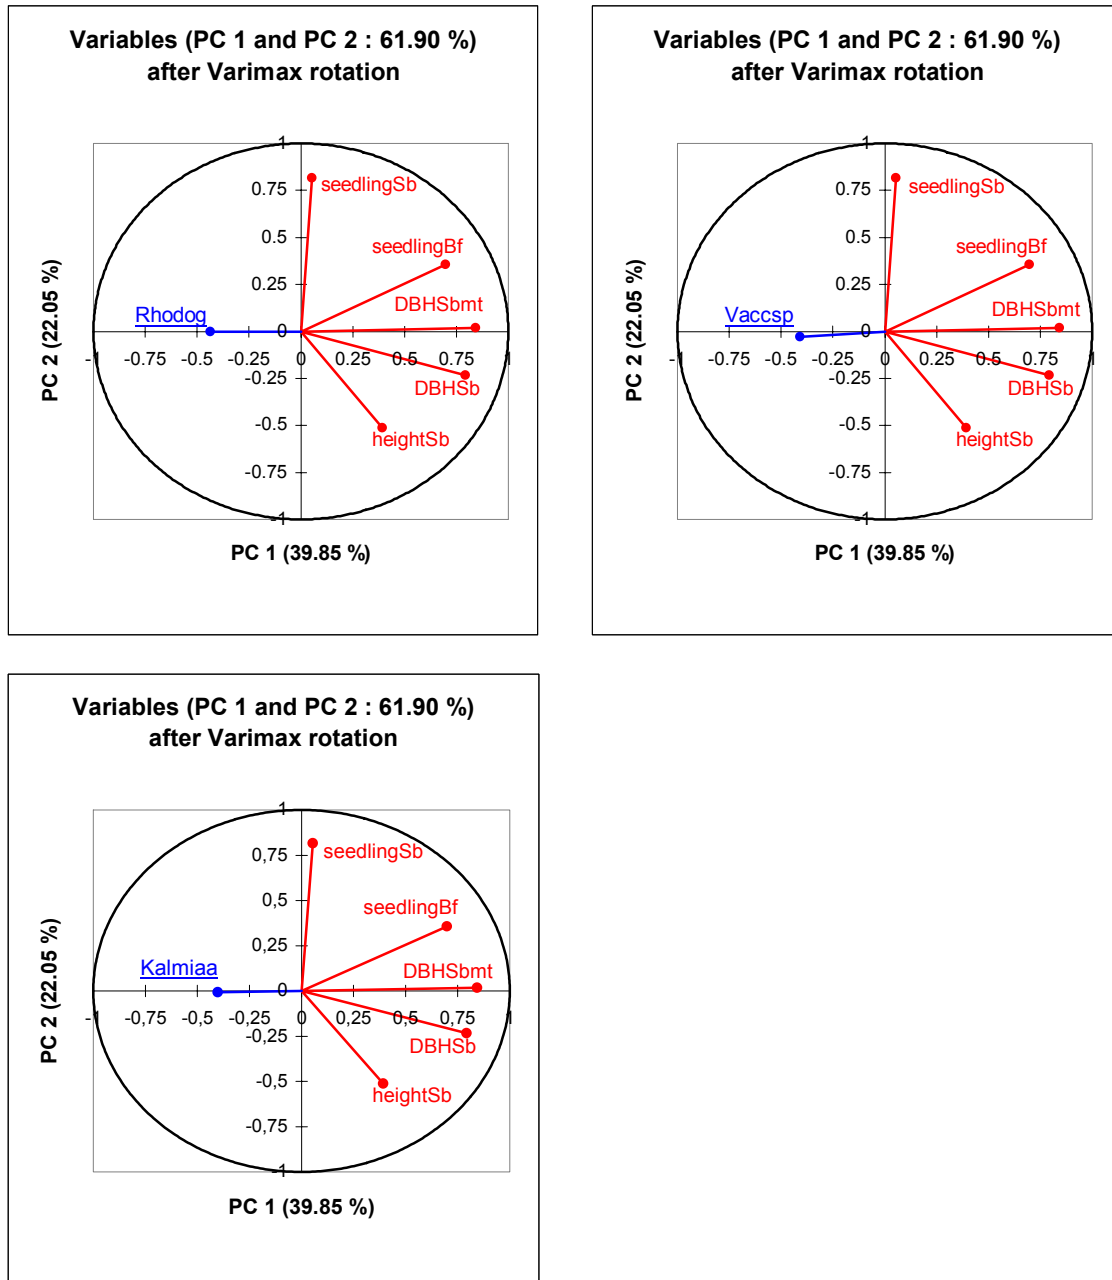 Variables (PC 1 and PC 2 : 61.90 %)
after Varimax rotation
1
seedlingSb
0.75
0.5
seedlingBf
0.25
DBHSbmt
Rhodog
0
-1 -0.75 -0.5 -0.25 0 0.25 0.5 0.75 1
-0.25
DBHSb
-0.5
heightSb
-0.75
-1
PC 2 (22.05 %)
PC 1 (39.85 %)
Variables (PC 1 and PC 2 : 61.90 %)
after Varimax rotation
1
seedlingSb
0.75
0.5
seedlingBf
0.25
DBHSbmt
Vaccsp
0
-1 -0.75 -0.5 -0.25 0 0.25 0.5 0.75 1
-0.25
DBHSb
-0.5
heightSb
-0.75
-1
PC 2 (22.05 %)
PC 1 (39.85 %)
Variables (PC 1 and PC 2 : 61.90 %)
after Varimax rotation
1
seedlingSb
0,75
0,5
seedlingBf
0,25
DBHSbmt
Kalmiaa
0
-1 -0,75 -0,5 -0,25 0 0,25 0,5 0,75 1
-0,25
DBHSb
-0,5
heightSb
-0,75
-1
PC 2 (22.05 %)
PC 1 (39.85 %)